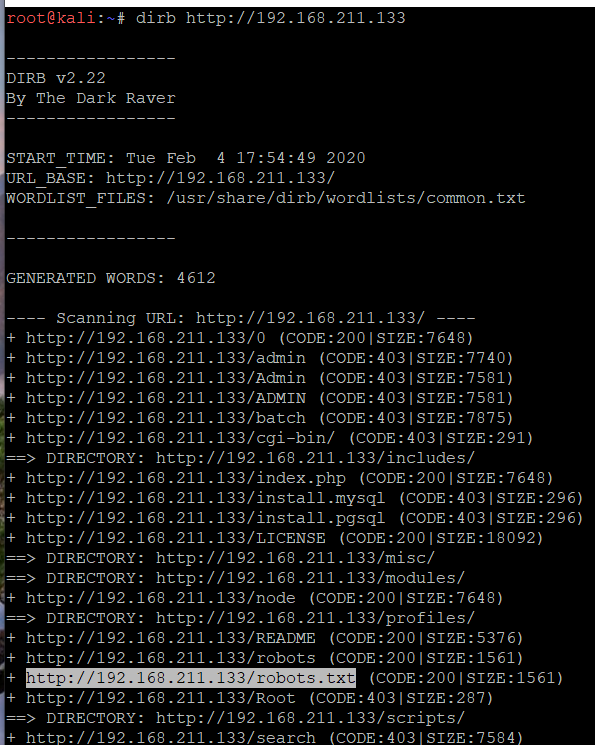 root@kali:~# dirb http://192.168.211.133
-----------------
DIRB v2.22
By The Dark Raver
-----------------
START_TIME: Tue Feb  4 17:54:49 2020
URL_BASE: http://192.168.211.133/
WORDLIST_FILES: /usr/share/dirb/wordlists/common.txt
-----------------
GENERATED WORDS: 4612
---- Scanning URL: http://192.168.211.133/ ----
+ http://192.168.211.133/0 (CODE:200|SIZE:7648)
+ http://192.168.211.133/admin (CODE:403|SIZE:7740)
+ http://192.168.211.133/Admin (CODE:403|SIZE:7581)
+ http://192.168.211.133/ADMIN (CODE:403|SIZE:7581)
+ http://192.168.211.133/batch (CODE:403|SIZE:7875)
+ http://192.168.211.133/cgi-bin/ (CODE:403|SIZE:291)
==> DIRECTORY: http://192.168.211.133/includes/
+ http://192.168.211.133/index.php (CODE:200|SIZE:7648)
+ http://192.168.211.133/install.mysql (CODE:403|SIZE:296)
+ http://192.168.211.133/install.pgsql (CODE:403|SIZE:296)
+ http://192.168.211.133/LICENSE (CODE:200|SIZE:18092)
==> DIRECTORY: http://192.168.211.133/misc/
==> DIRECTORY: http://192.168.211.133/modules/
+ http://192.168.211.133/node (CODE:200|SIZE:7648)
==> DIRECTORY: http://192.168.211.133/profiles/
+ http://192.168.211.133/README (CODE:200|SIZE:5376)
+ http://192.168.211.133/robots (CODE:200|SIZE:1561)
+ http://192.168.211.133/robots.txt (CODE:200|SIZE:1561)
+ http://192.168.211.133/Root (CODE:403|SIZE:287)
==> DIRECTORY: http://192.168.211.133/scripts/
+ http://192.168.211.133/search (CODE:403|SIZE:7584)